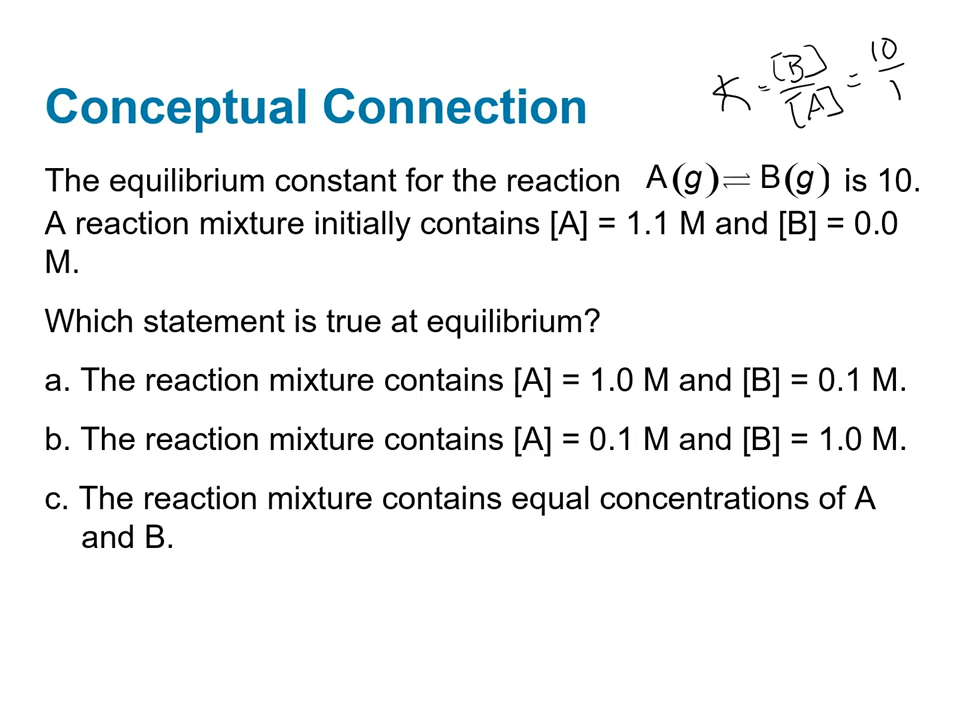 K = [B] / [A] = 10 / 1
Conceptual Connection
The equilibrium constant for the reaction A(g) ⇌ B(g) is 10.
A reaction mixture initially contains [A] = 1.1 M and [B] = 0.0
M.
Which statement is true at equilibrium?
a. The reaction mixture contains [A] = 1.0 M and [B] = 0.1 M.
b. The reaction mixture contains [A] = 0.1 M and [B] = 1.0 M.
c. The reaction mixture contains equal concentrations of A
and B.